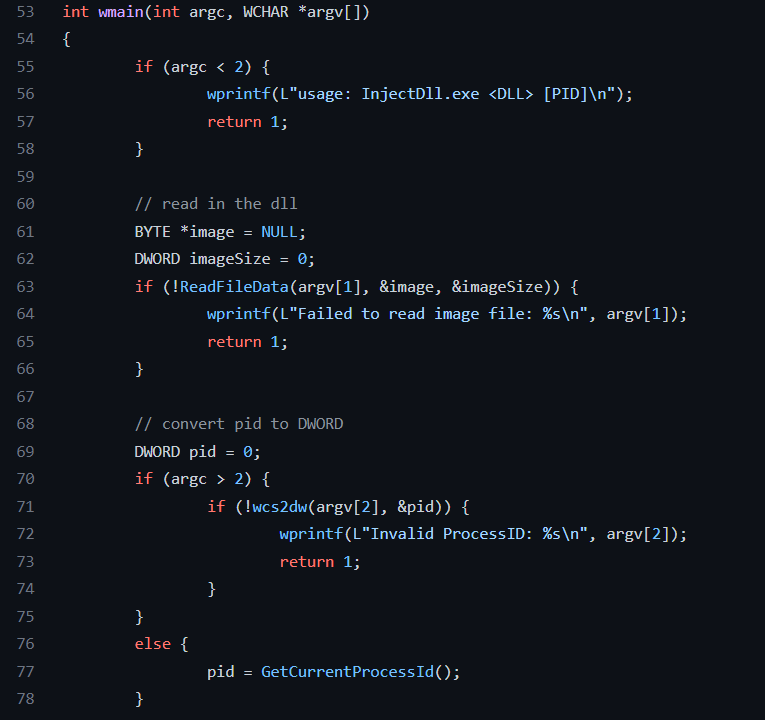 53 int wmain(int argc, WCHAR *argv[])
54 {
55 if (argc < 2) {
56 wprintf(L"usage: InjectDll.exe <DLL> [PID]\n");
57 return 1;
58 }
59
60 // read in the dll
61 BYTE *image = NULL;
62 DWORD imageSize = 0;
63 if (!ReadFileData(argv[1], &image, &imageSize)) {
64 wprintf(L"Failed to read image file: %s\n", argv[1]);
65 return 1;
66 }
67
68 // convert pid to DWORD
69 DWORD pid = 0;
70 if (argc > 2) {
71 if (!wcs2dw(argv[2], &pid)) {
72 wprintf(L"Invalid ProcessID: %s\n", argv[2]);
73 return 1;
74 }
75 }
76 else {
77 pid = GetCurrentProcessId();
78 }